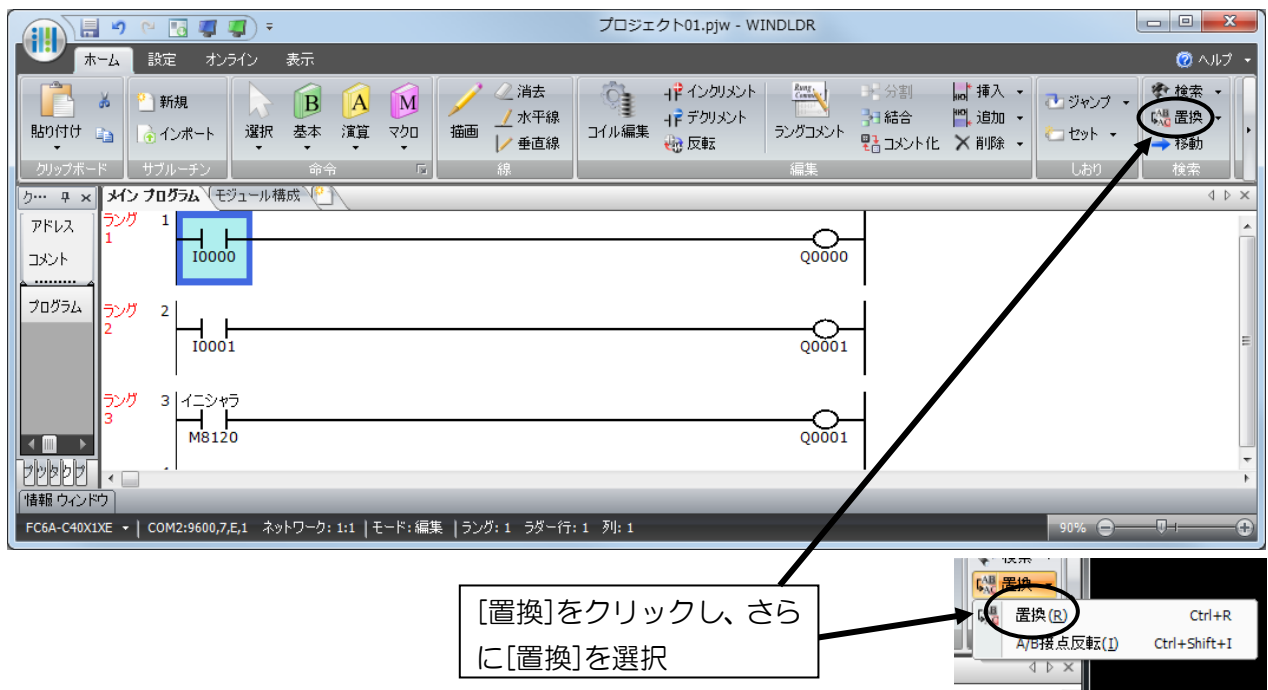 プロジェクト01.pjw - WINDLDR
ホーム 設定 オンライン 表示 ヘルプ
貼り付け
クリップボード
新規
インポート
サブルーチン
選択 基本 演算 マクロ
B A M
命令
描画
消去
水平線
垂直線
線
コイル編集
インクリメント
デクリメント
反転
ラングコメント
分割
結合
コメント化
挿入
追加
削除
編集
ジャンプ
セット
しおり
検索
置換
移動
検索
ク…
メイン プログラム モジュール構成
アドレス
コメント
プログラム
ラング 1
1
I0000 Q0000
ラング 2
2
I0001 Q0001
ラング 3 イニシャラ
3
M8120 Q0001
プ ッ タ ク プ
情報 ウィンドウ
FC6A-C40X1XE COM2:9600,7,E,1 ネットワーク: 1:1 モード: 編集 ラング: 1 ラダー行: 1 列: 1 90%
[置換]をクリックし、さら
に[置換]を選択
置換
置換(R) Ctrl+R
A/B接点反転(I) Ctrl+Shift+I